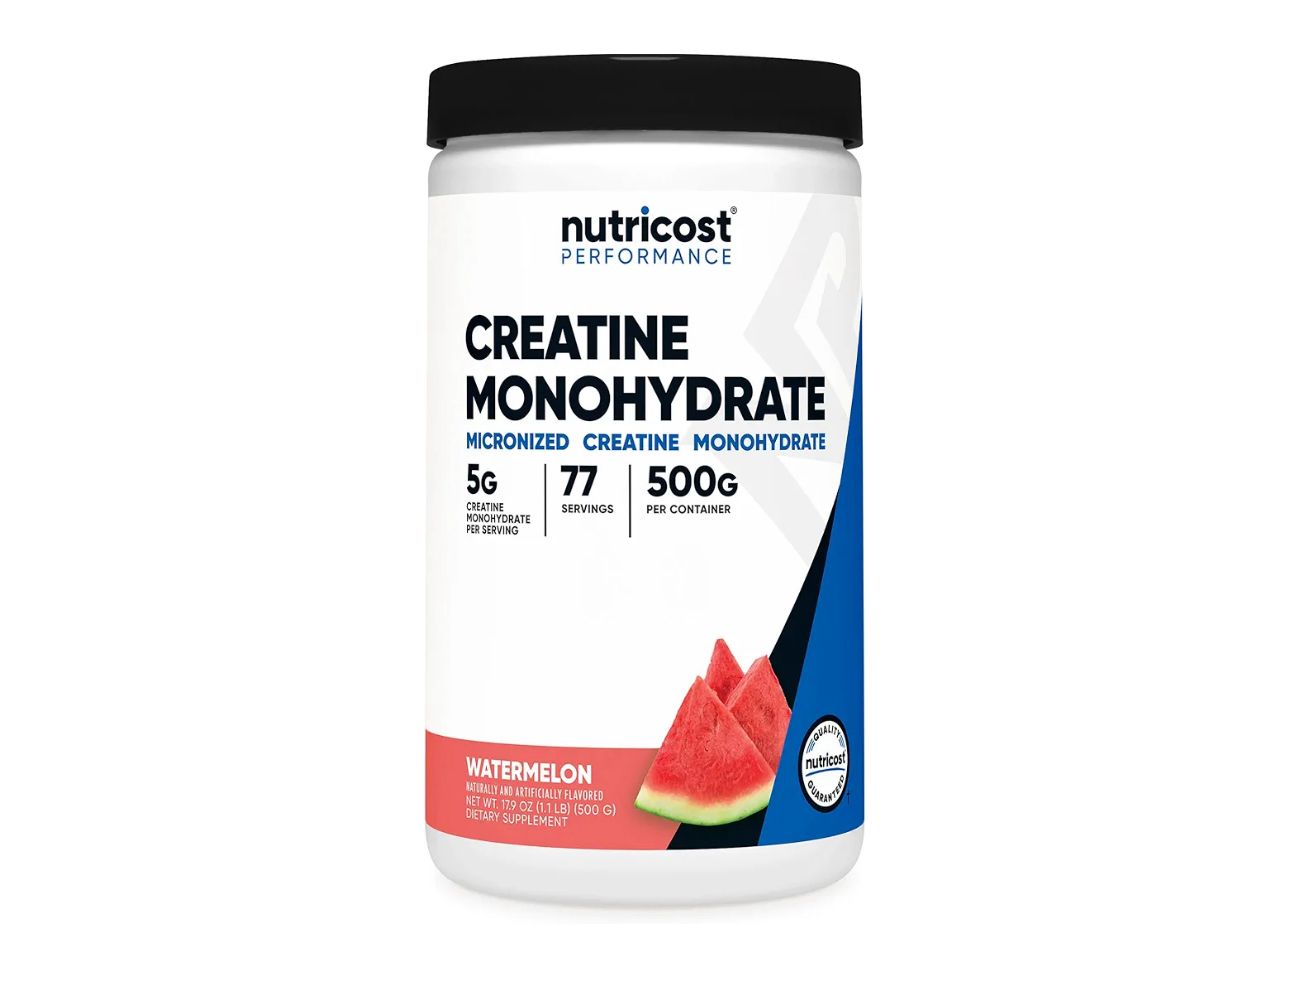 nutricost®
PERFORMANCE
CREATINE
MONOHYDRATE
MICRONIZED CREATINE MONOHYDRATE
5G
CREATINE
MONOHYDRATE
PER SERVING
77
SERVINGS
500G
PER CONTAINER
WATERMELON
NATURALLY AND ARTIFICIALLY FLAVORED
NET WT. 17.9 OZ (1.1 LB) (500 G)
DIETARY SUPPLEMENT
QUALITY
nutricost
GUARANTEED
†